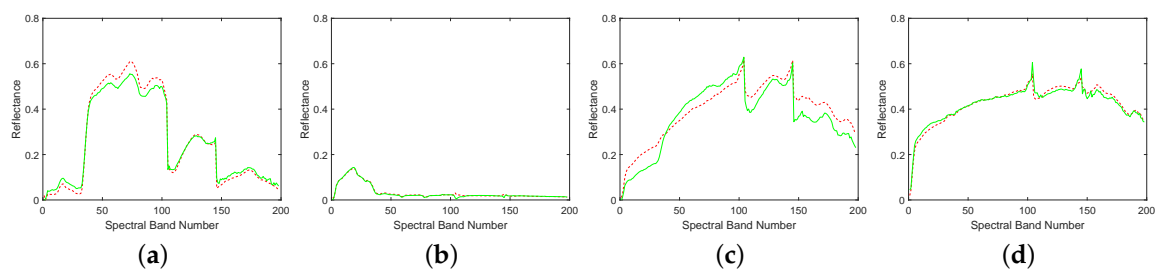 0.8 0.8 0.8 0.8
0.6 0.6 0.6 0.6
0.4 0.4 0.4 0.4
0.2 0.2 0.2 0.2
0 0 0 0
Reflectance Reflectance Reflectance Reflectance
0 50 100 150 200 0 50 100 150 200 0 50 100 150 200 0 50 100 150 200
Spectral Band Number Spectral Band Number Spectral Band Number Spectral Band Number
(a) (b) (c) (d)